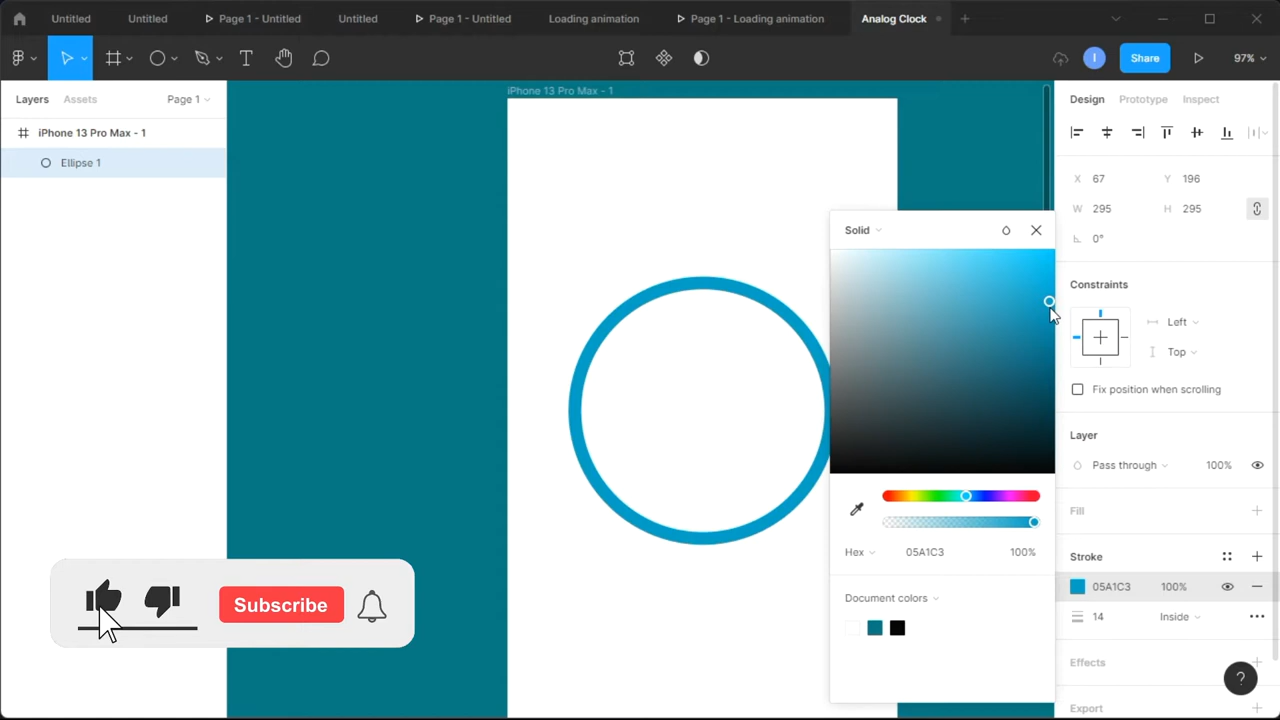 Untitled
Untitled
Page 1 - Untitled
Untitled
Page 1 - Untitled
Loading animation
Page 1 - Loading animation
Analog Clock
T
I
Share
97%
Layers
Assets
Page 1
iPhone 13 Pro Max - 1
Ellipse 1
iPhone 13 Pro Max - 1
Solid
Hex
05A1C3
100%
Document colors
Design
Prototype
Inspect
X 67
Y 196
W 295
H 295
0°
Constraints
Left
Top
Fix position when scrolling
Layer
Pass through
100%
Fill
Stroke
05A1C3
100%
14
Inside
Effects
Export
?
Subscribe